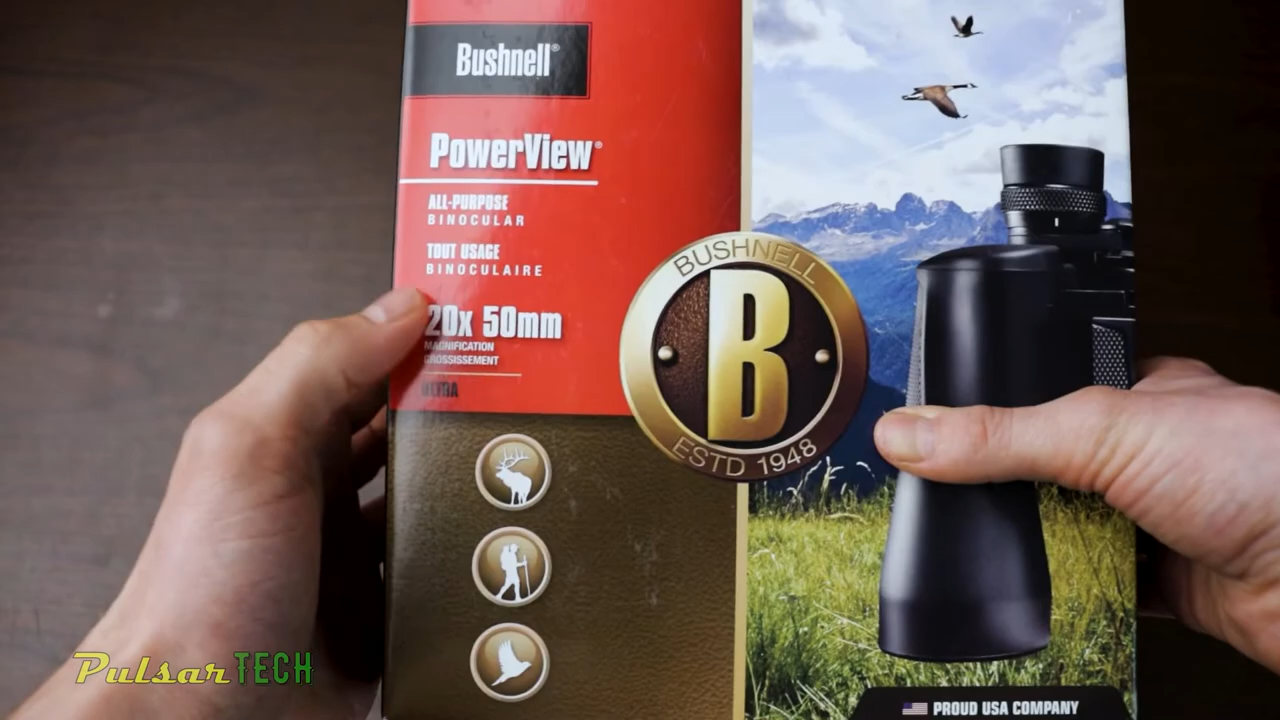 Bushnell®
PowerView®
ALL-PURPOSE
BINOCULAR
TOUT USAGE
BINOCULAIRE
20x 50mm
MAGNIFICATION
GROSSISSEMENT
ULTRA
BUSHNELL
B
ESTD 1948
PROUD USA COMPANY
PulsarTECH